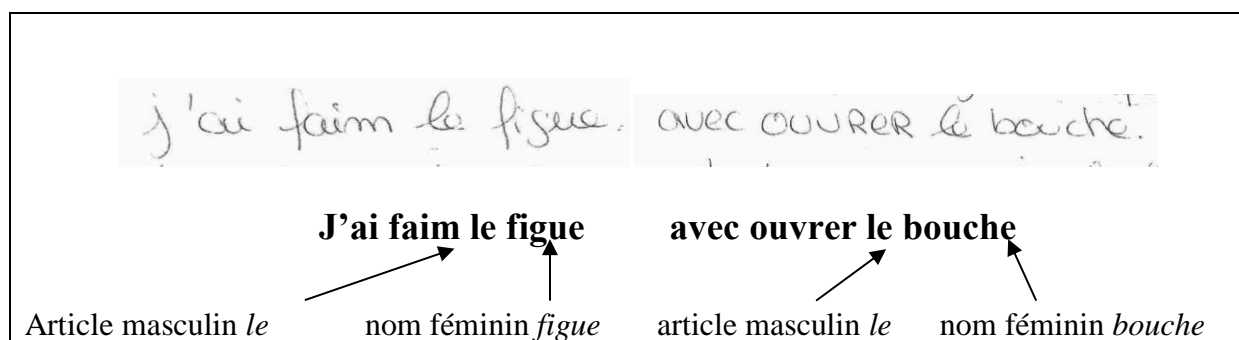 j'ai faim le figue. avec OUVRER le bouche.
J'ai faim le figue avec ouvrer le bouche
Article masculin le nom féminin figue article masculin le nom féminin bouche